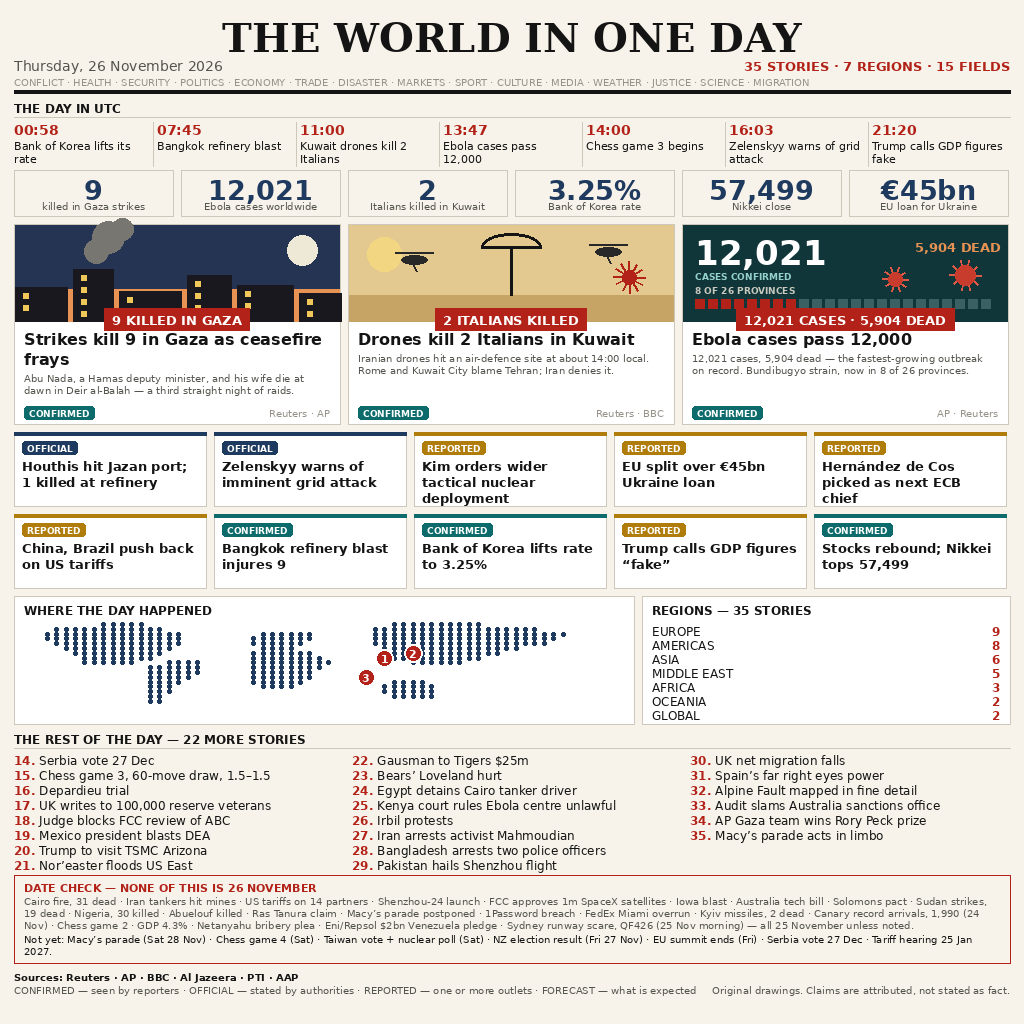 THE WORLD IN ONE DAY
Thursday, 26 November 2026
35 STORIES · 7 REGIONS · 15 FIELDS
CONFLICT · HEALTH · SECURITY · POLITICS · ECONOMY · TRADE · DISASTER · MARKETS · SPORT · CULTURE · MEDIA · WEATHER · JUSTICE · SCIENCE · MIGRATION
THE DAY IN UTC
00:58
Bank of Korea lifts its
rate
07:45
Bangkok refinery blast
11:00
Kuwait drones kill 2
Italians
13:47
Ebola cases pass
12,000
14:00
Chess game 3 begins
16:03
Zelenskyy warns of grid
attack
21:20
Trump calls GDP figures
fake
9
killed in Gaza strikes
12,021
Ebola cases worldwide
2
Italians killed in Kuwait
3.25%
Bank of Korea rate
57,499
Nikkei close
€45bn
EU loan for Ukraine
9 KILLED IN GAZA
Strikes kill 9 in Gaza as ceasefire
frays
Abu Nada, a Hamas deputy minister, and his wife die at
dawn in Deir al-Balah — a third straight night of raids.
CONFIRMED
Reuters · AP
2 ITALIANS KILLED
Drones kill 2 Italians in Kuwait
Iranian drones hit an air-defence site at about 14:00 local.
Rome and Kuwait City blame Tehran; Iran denies it.
CONFIRMED
Reuters · BBC
12,021
5,904 DEAD
CASES CONFIRMED
8 OF 26 PROVINCES
12,021 CASES · 5,904 DEAD
Ebola cases pass 12,000
12,021 cases, 5,904 dead — the fastest-growing outbreak
on record. Bundibugyo strain, now in 8 of 26 provinces.
CONFIRMED
AP · Reuters
OFFICIAL
Houthis hit Jazan port;
1 killed at refinery
OFFICIAL
Zelenskyy warns of
imminent grid attack
REPORTED
Kim orders wider
tactical nuclear
deployment
REPORTED
EU split over €45bn
Ukraine loan
REPORTED
Hernández de Cos
picked as next ECB
chief
REPORTED
China, Brazil push back
on US tariffs
CONFIRMED
Bangkok refinery blast
injures 9
CONFIRMED
Bank of Korea lifts rate
to 3.25%
REPORTED
Trump calls GDP figures
“fake”
CONFIRMED
Stocks rebound; Nikkei
tops 57,499
WHERE THE DAY HAPPENED
1
2
3
REGIONS — 35 STORIES
EUROPE 9
AMERICAS 8
ASIA 6
MIDDLE EAST 5
AFRICA 3
OCEANIA 2
GLOBAL 2
THE REST OF THE DAY — 22 MORE STORIES
14. Serbia vote 27 Dec
15. Chess game 3, 60-move draw, 1.5–1.5
16. Depardieu trial
17. UK writes to 100,000 reserve veterans
18. Judge blocks FCC review of ABC
19. Mexico president blasts DEA
20. Trump to visit TSMC Arizona
21. Nor’easter floods US East
22. Gausman to Tigers $25m
23. Bears’ Loveland hurt
24. Egypt detains Cairo tanker driver
25. Kenya court rules Ebola centre unlawful
26. Irbil protests
27. Iran arrests activist Mahmoudian
28. Bangladesh arrests two police officers
29. Pakistan hails Shenzhou flight
30. UK net migration falls
31. Spain’s far right eyes power
32. Alpine Fault mapped in fine detail
33. Audit slams Australia sanctions office
34. AP Gaza team wins Rory Peck prize
35. Macy’s parade acts in limbo
DATE CHECK — NONE OF THIS IS 26 NOVEMBER
Cairo fire, 31 dead · Iran tankers hit mines · US tariffs on 14 partners · Shenzhou-24 launch · FCC approves 1m SpaceX satellites · Iowa blast · Australia tech bill · Solomons pact · Sudan strikes,
19 dead · Nigeria, 30 killed · Abuelouf killed · Ras Tanura claim · Macy’s parade postponed · 1Password breach · FedEx Miami overrun · Kyiv missiles, 2 dead · Canary record arrivals, 1,990 (24
Nov) · Chess game 2 · GDP 4.3% · Netanyahu bribery plea · Eni/Repsol $2bn Venezuela pledge · Sydney runway scare, QF426 (25 Nov morning) — all 25 November unless noted.
Not yet: Macy’s parade (Sat 28 Nov) · Chess game 4 (Sat) · Taiwan vote + nuclear poll (Sat) · NZ election result (Fri 27 Nov) · EU summit ends (Fri) · Serbia vote 27 Dec · Tariff hearing 25 Jan
2027.
Sources: Reuters · AP · BBC · Al Jazeera · PTI · AAP
CONFIRMED — seen by reporters · OFFICIAL — stated by authorities · REPORTED — one or more outlets · FORECAST — what is expected
Original drawings. Claims are attributed, not stated as fact.